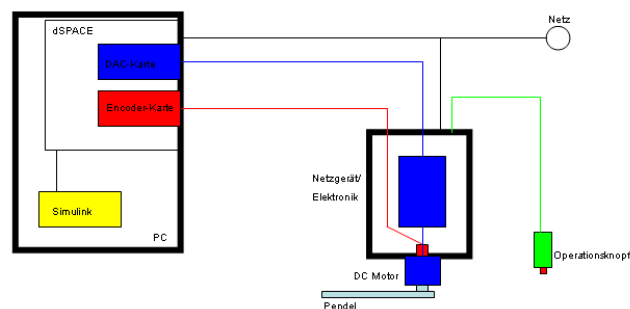 Netz
dSPACE
DAC-Karte
Encoder-Karte
Netzgerät/
Elektronik
Simulink
PC
Operationsknopf
DC Motor
Pendel